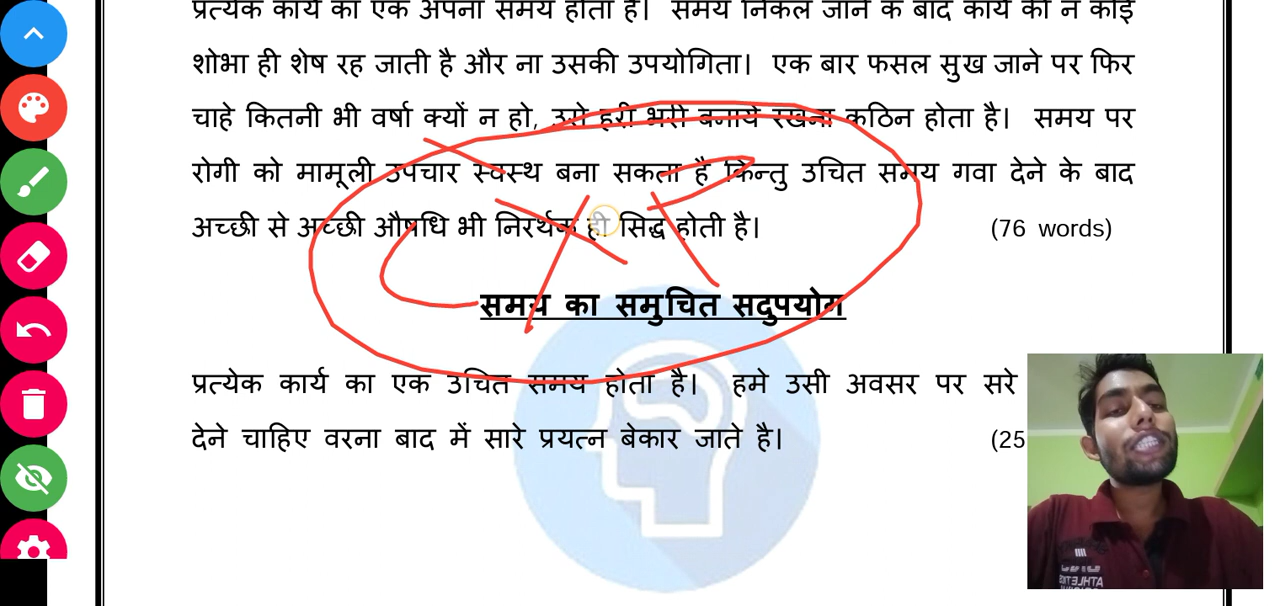 प्रत्येक कार्य का एक अपना समय होता है। समय निकल जाने के बाद कार्य की न कोई
शोभा ही शेष रह जाती है और ना उसकी उपयोगिता। एक बार फसल सुख जाने पर फिर
चाहे कितनी भी वर्षा क्यों न हो, उसे हरी भरी बनाये रखना कठिन होता है। समय पर
रोगी को मामूली उपचार स्वस्थ बना सकता है किन्तु उचित समय गवा देने के बाद
अच्छी से अच्छी औषधि भी निरर्थक ही सिद्ध होती है। (76 words)
समय का समुचित सदुपयोग
प्रत्येक कार्य का एक उचित समय होता है। हमे उसी अवसर पर सरे
देने चाहिए वरना बाद में सारे प्रयत्न बेकार जाते है। (25